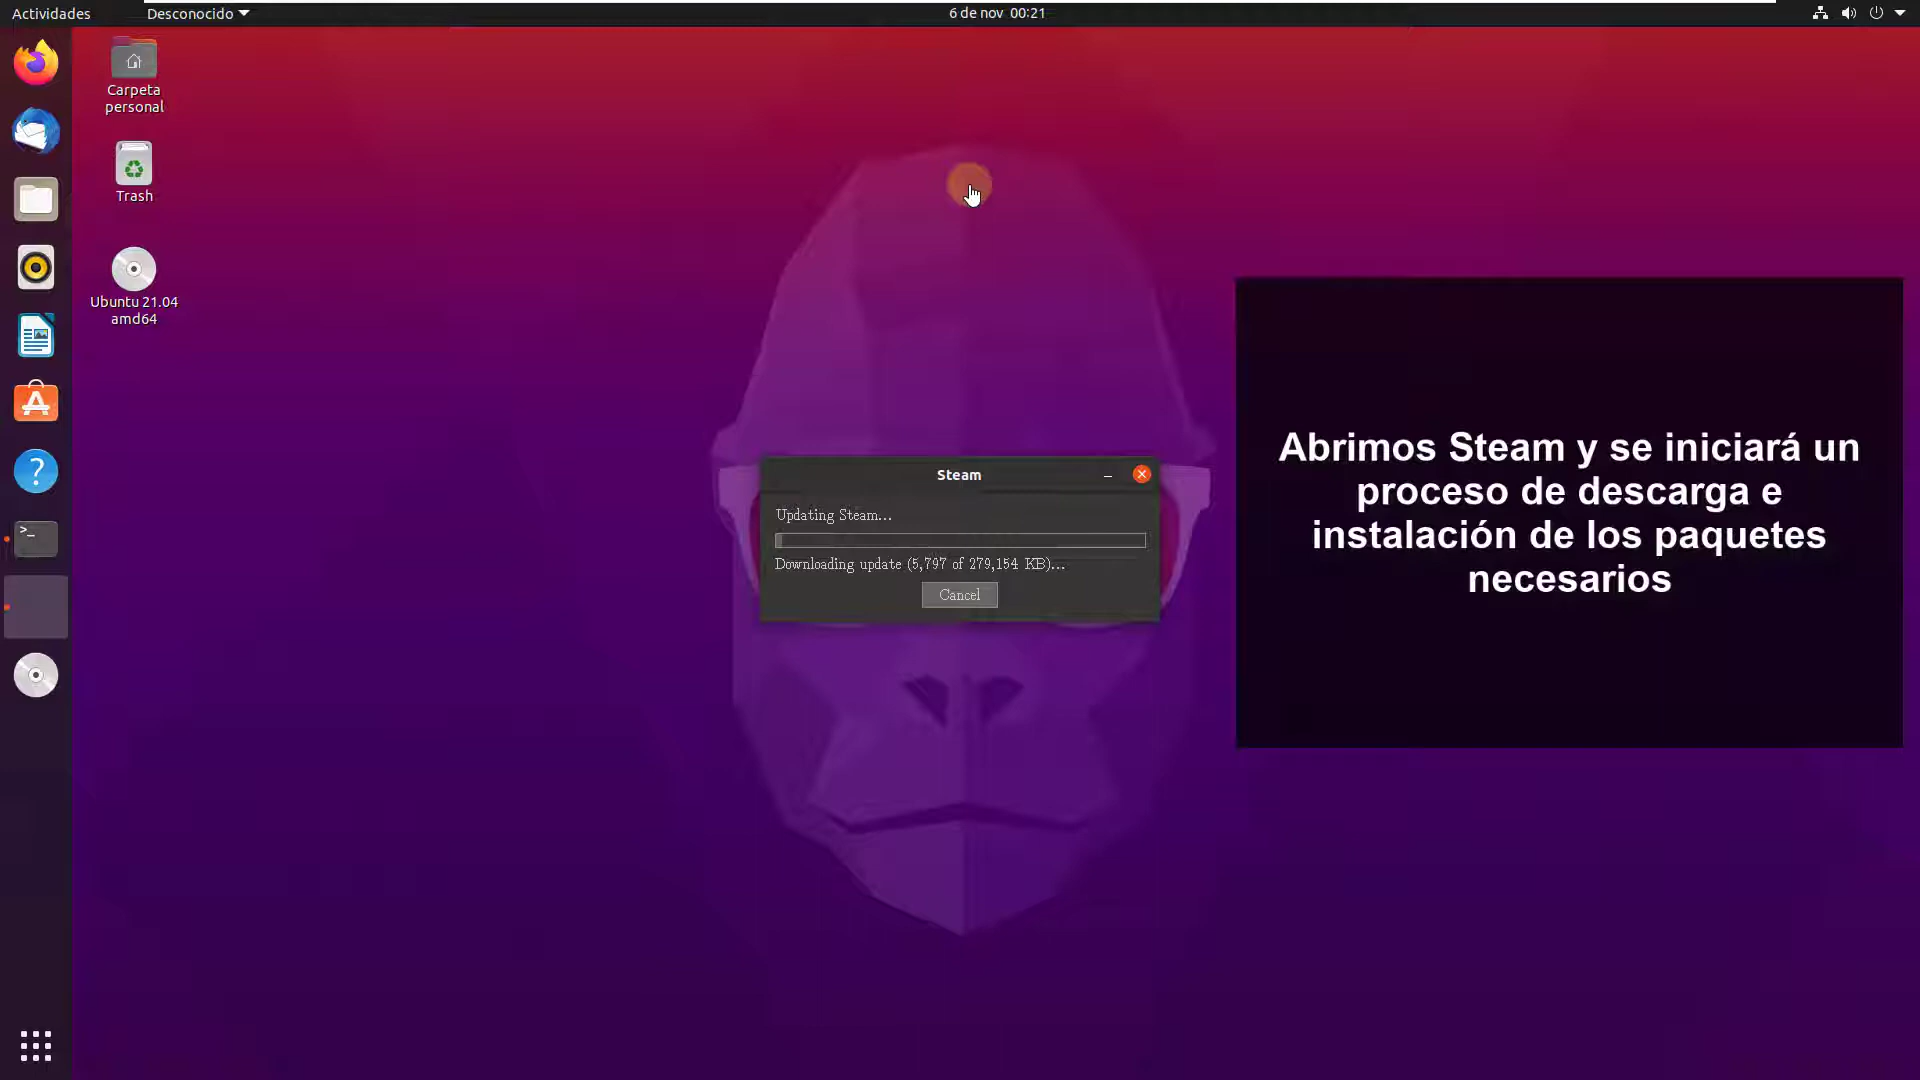 Actividades
Desconocido
6 de nov 00:21
Carpeta
personal
Trash
Ubuntu 21.04
amd64
Steam
Updating Steam...
Downloading update (5,797 of 279,154 KB)...
Cancel
Abrimos Steam y se iniciará un
proceso de descarga e
instalación de los paquetes
necesarios